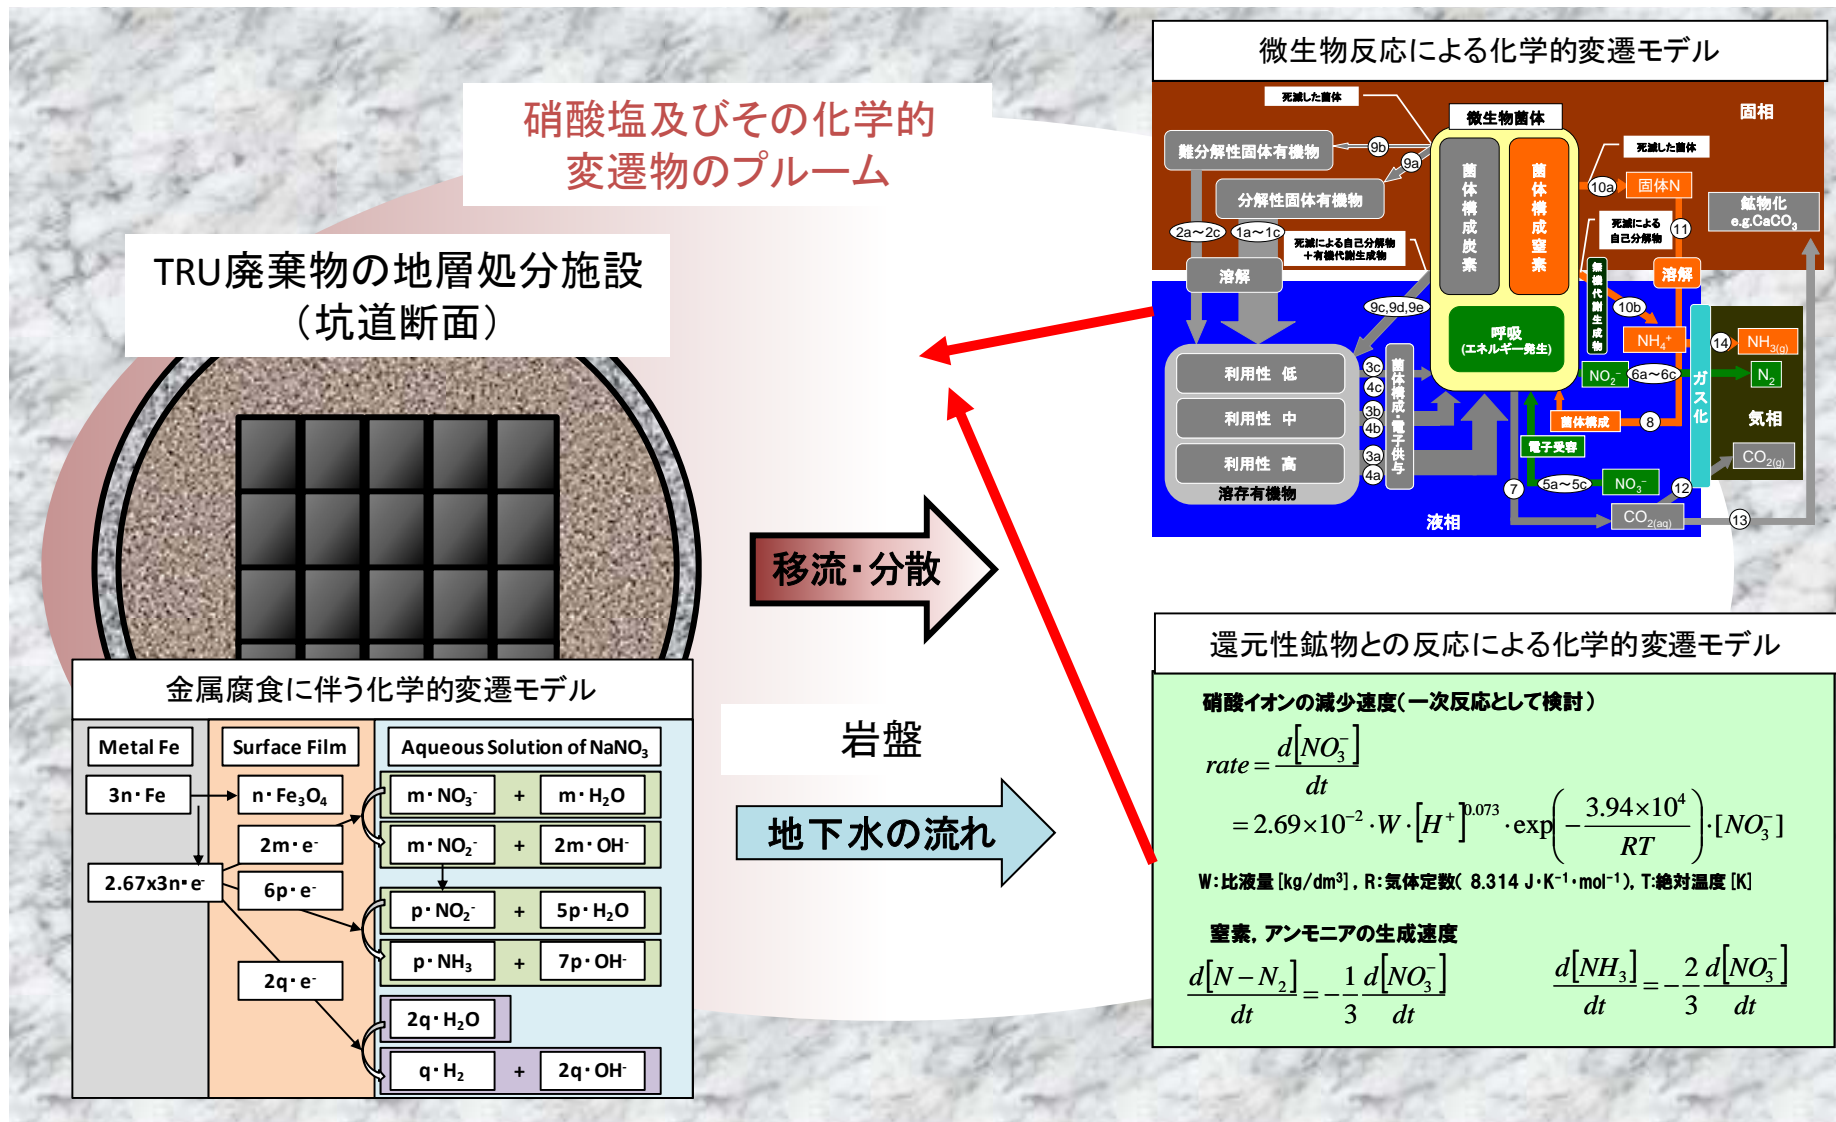 硝酸塩及びその化学的
変遷物のプルーム
TRU廃棄物の地層処分施設
（坑道断面）
移流・分散
岩盤
地下水の流れ
金属腐食に伴う化学的変遷モデル
Metal Fe
Surface Film
Aqueous Solution of NaNO₃
3n・Fe
n・Fe₃O₄
m・NO₃⁻ + m・H₂O
2m・e⁻
m・NO₂⁻ + 2m・OH⁻
2.67x3n・e⁻
6p・e⁻
p・NO₂⁻ + 5p・H₂O
p・NH₃ + 7p・OH⁻
2q・e⁻
2q・H₂O
q・H₂ + 2q・OH⁻
微生物反応による化学的変遷モデル
死滅した菌体
微生物菌体
固相
難分解性固体有機物
9b
9a
死滅した菌体
菌体構成炭素
菌体構成窒素
10a
固体N
分解性固体有機物
鉱物化
e.g.CaCO₃
2a～2c
1a～1c
死滅による自己分解物
＋有機代謝生成物
死滅による
自己分解物
11
溶解
無機代謝生成物
溶解
9c,9d,9e
10b
呼吸
(エネルギー発生)
NH₄⁺
14
NH₃(g)
利用性 低
3c
4c
菌体構成・電子供与
NO₂⁻
6a～6c
ガス化
N₂
利用性 中
3b
4b
菌体構成
8
気相
電子受容
利用性 高
3a
4a
CO₂(g)
溶存有機物
7
5a～5c
NO₃⁻
12
液相
CO₂(aq)
13
還元性鉱物との反応による化学的変遷モデル
硝酸イオンの減少速度（一次反応として検討）
rate = d[NO₃⁻]/dt
= 2.69×10⁻²・W・[H⁺]^0.073・exp(−3.94×10⁴/RT)・[NO₃⁻]
W：比液量 [kg/dm³]，R：気体定数( 8.314 J・K⁻¹・mol⁻¹)，T:絶対温度 [K]
窒素，アンモニアの生成速度
d[N−N₂]/dt = −1/3 d[NO₃⁻]/dt
d[NH₃]/dt = −2/3 d[NO₃⁻]/dt